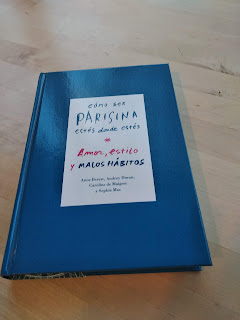 CÓMO SER
PARISINA
ESTÉS donde ESTÉS
Amor, estilo
y MALOS HÁBITOS
Anne Berest, Audrey Diwan,
Caroline de Maigret
y Sophie Mas